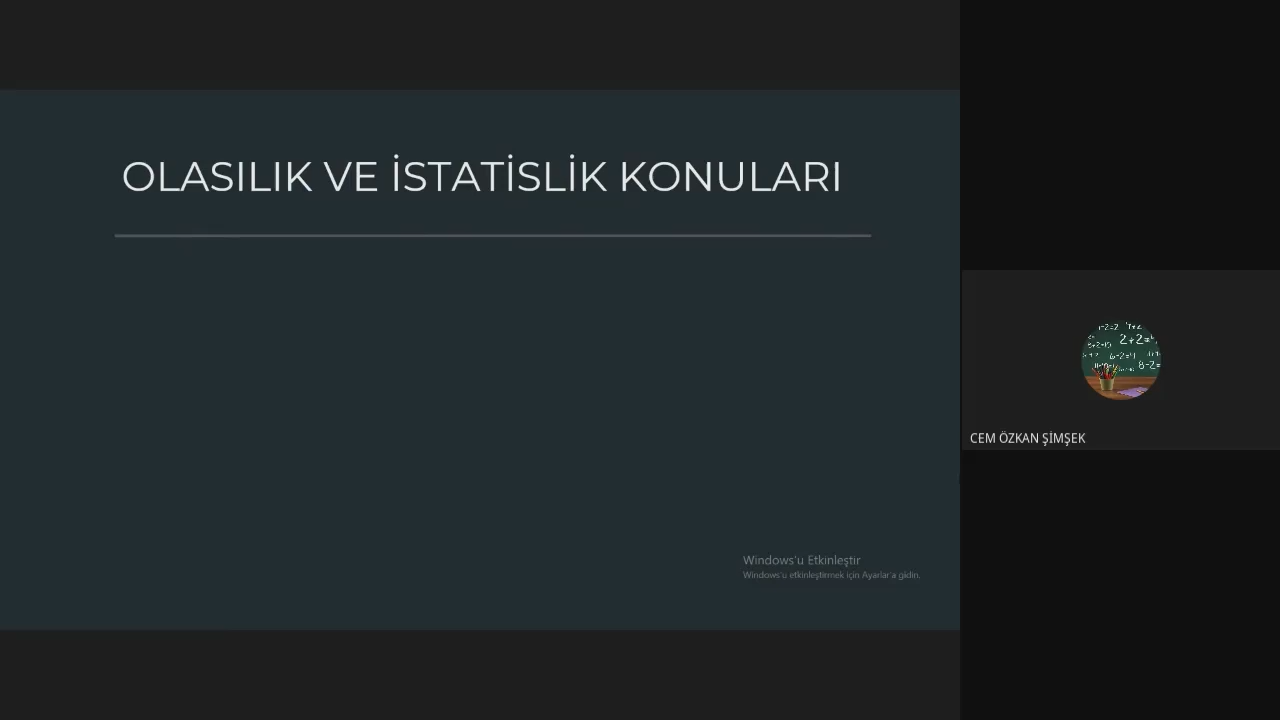 OLASILIK VE İSTATİSLİK KONULARI
Windows'u Etkinleştir
Windows'u etkinleştirmek için Ayarlar'a gidin.
CEM ÖZKAN ŞİMŞEK